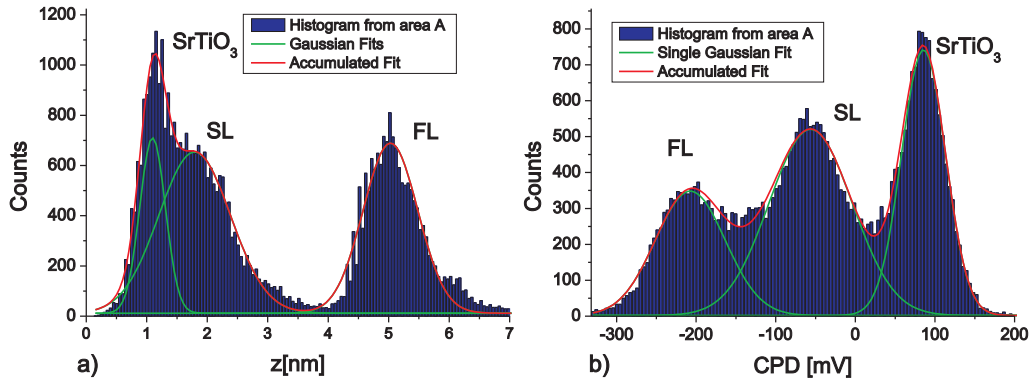 1200
1000
800
600
400
200
0
Counts
0
1
2
3
4
5
6
7
z[nm]
a)
SrTiO3
SL
FL
Histogram from area A
Gaussian Fits
Accumulated Fit
800
700
600
500
400
300
200
100
0
Counts
-300
-200
-100
0
100
200
CPD [mV]
b)
Histogram from area A
Single Gaussian Fit
Accumulated Fit
SrTiO3
SL
FL